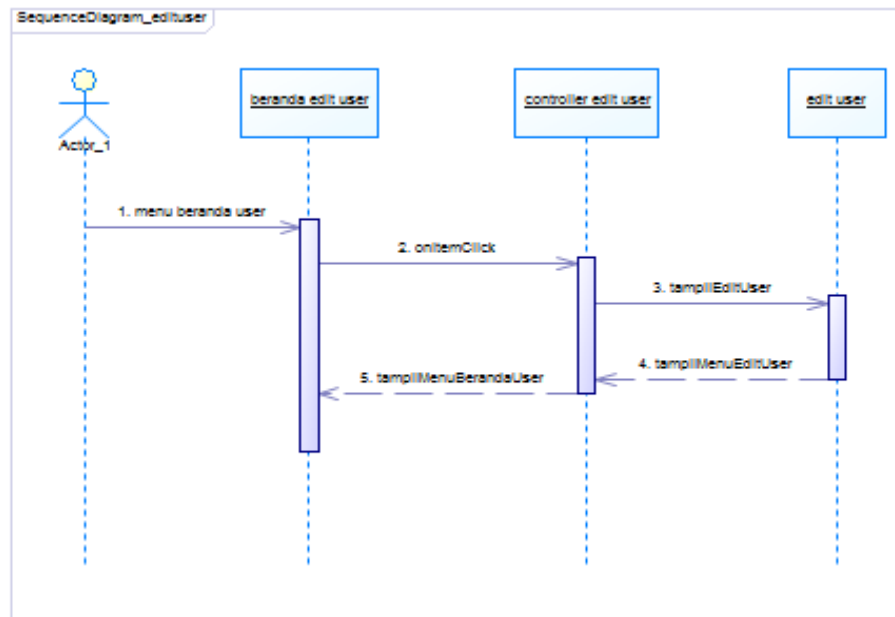 SequenceDiagram_edituser
beranda edit user
controller edit user
edit user
Actor_1
1. menu beranda user
2. onItemClick
3. tampilEditUser
4. tampilMenuEditUser
5. tampilMenuBerandaUser